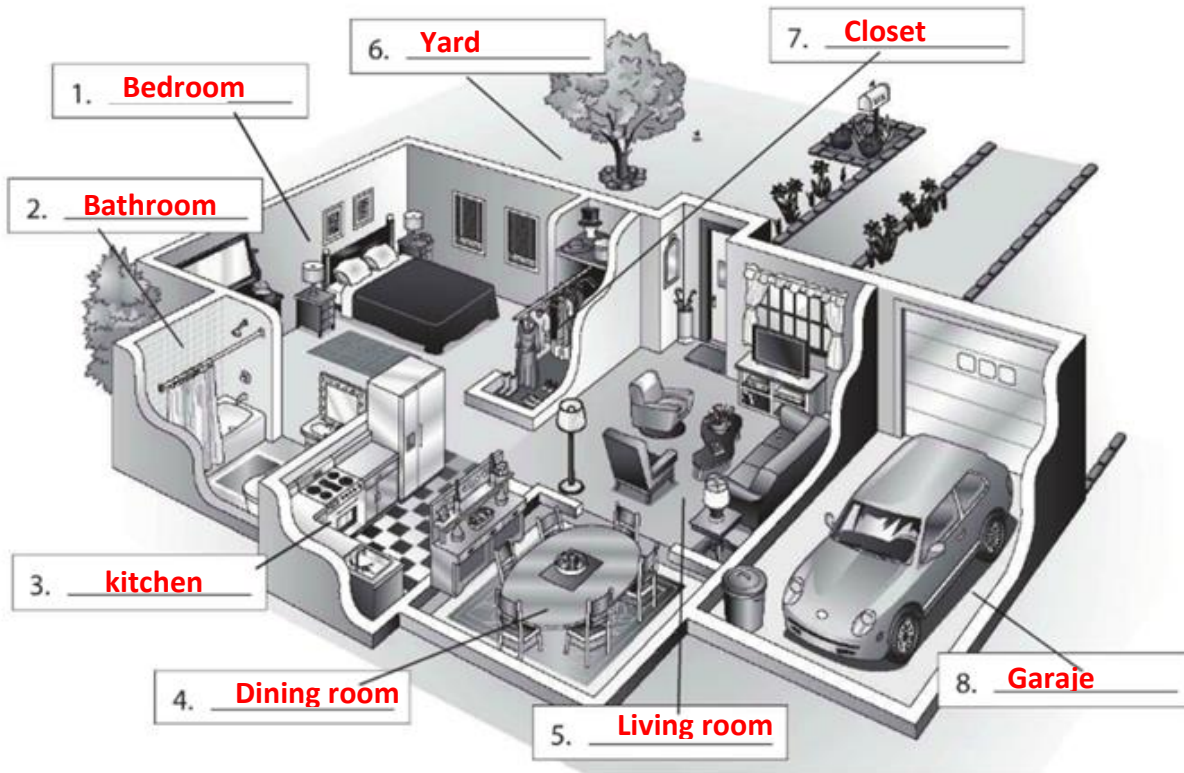 1. Bedroom
2. Bathroom
3. kitchen
4. Dining room
5. Living room
6. Yard
7. Closet
8. Garaje